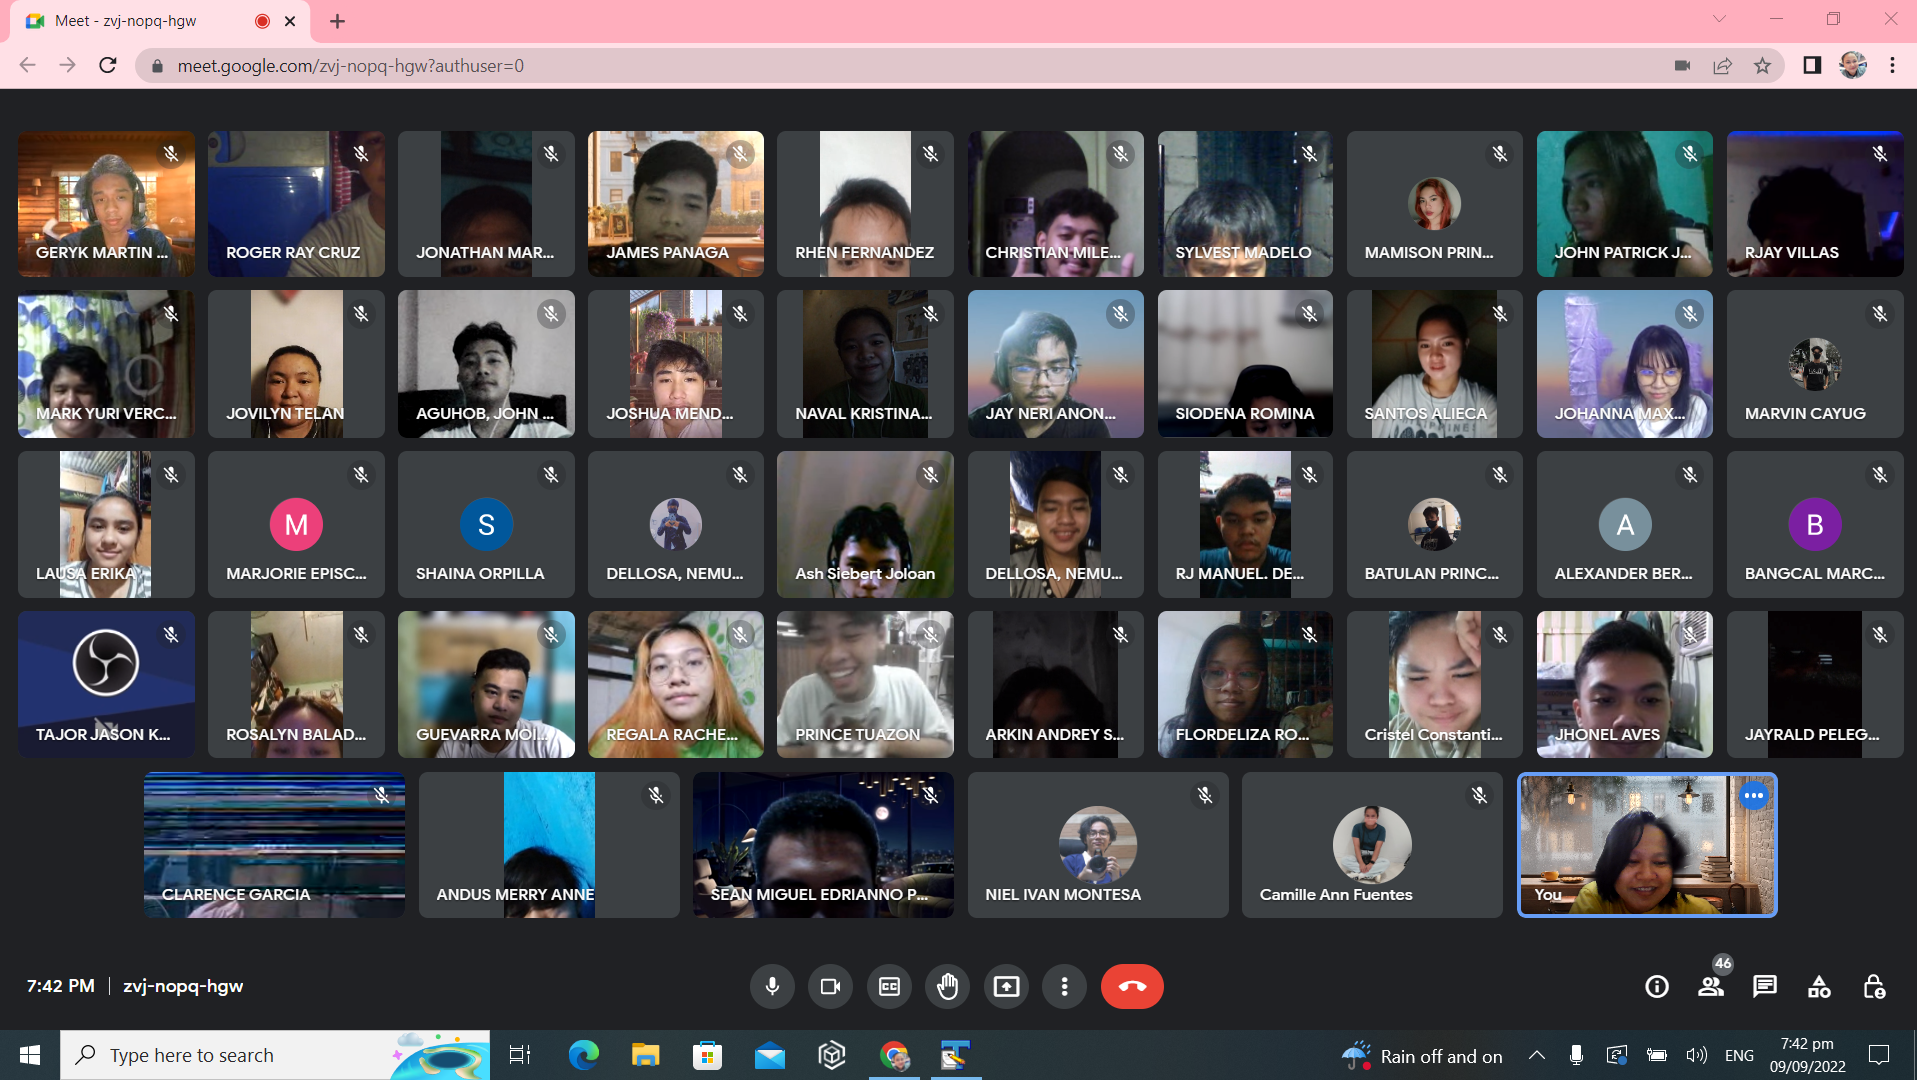 Meet - zvj-nopq-hgw
meet.google.com/zvj-nopq-hgw?authuser=0
GERYK MARTIN ...
ROGER RAY CRUZ
JONATHAN MAR...
JAMES PANAGA
RHEN FERNANDEZ
CHRISTIAN MILE...
SYLVEST MADELO
MAMISON PRIN...
JOHN PATRICK J...
RJAY VILLAS
MARK YURI VERC...
JOVILYN TELAN
AGUHOB, JOHN ...
JOSHUA MEND...
NAVAL KRISTINA...
JAY NERI ANON...
SIODENA ROMINA
SANTOS ALIECA
JOHANNA MAX...
MARVIN CAYUG
LAUSA ERIKA
M
MARJORIE EPISC...
S
SHAINA ORPILLA
DELLOSA, NEMU...
Ash Siebert Joloan
DELLOSA, NEMU...
RJ MANUEL. DE...
BATULAN PRINC...
A
ALEXANDER BER...
B
BANGCAL MARC...
TAJOR JASON K...
ROSALYN BALAD...
GUEVARRA MOI...
REGALA RACHE...
PRINCE TUAZON
ARKIN ANDREY S...
FLORDELIZA RO...
Cristel Constanti...
JHONEL AVES
JAYRALD PELEG...
CLARENCE GARCIA
ANDUS MERRY ANNE
SEAN MIGUEL EDRIANNO P...
NIEL IVAN MONTESA
Camille Ann Fuentes
You
7:42 PM | zvj-nopq-hgw
CC
46
Type here to search
Rain off and on
ENG
7:42 pm
09/09/2022